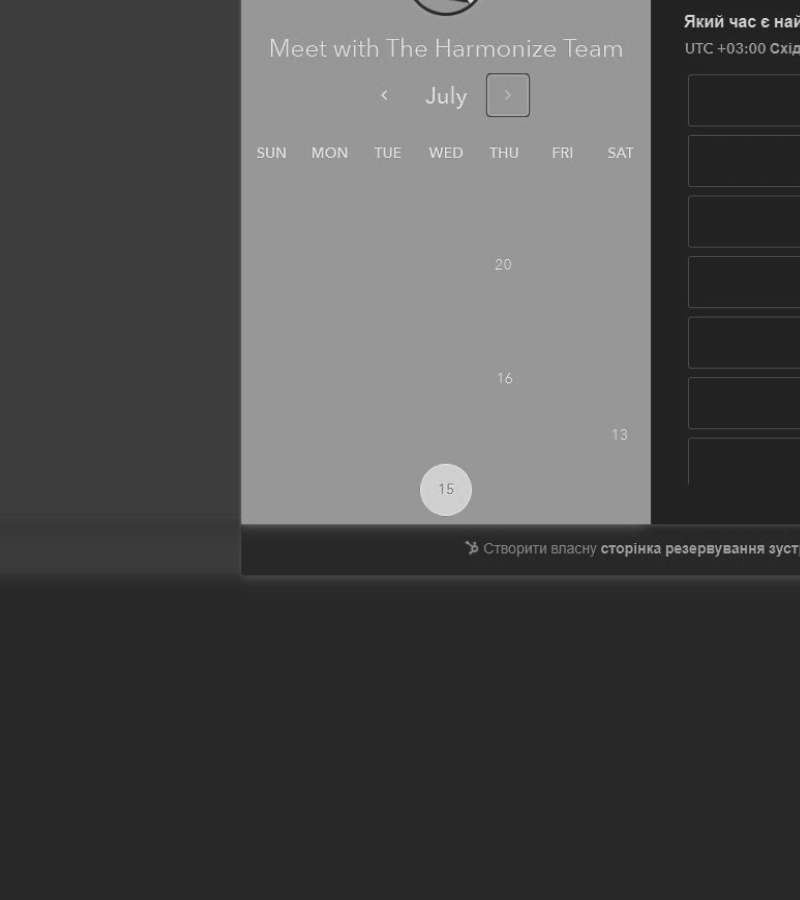 Meet with The Harmonize Team
July
SUN MON TUE WED THU FRI SAT
20
16
13
15
Який час є най
UTC +03:00 Схід
Створити власну сторінка резервування зуст